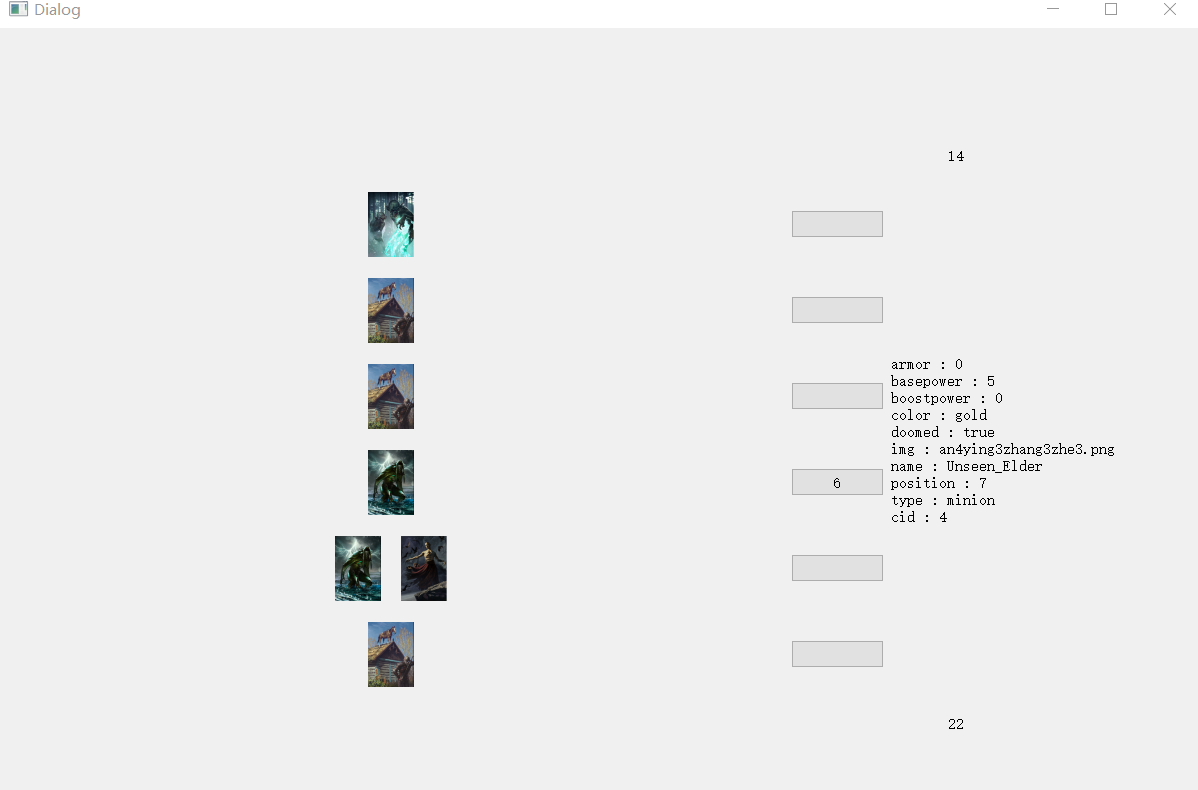 Dialog
14
armor : 0
basepower : 5
boostpower : 0
color : gold
doomed : true
img : an4ying3zhang3zhe3.png
name : Unseen_Elder
position : 7
type : minion
cid : 4
6
22